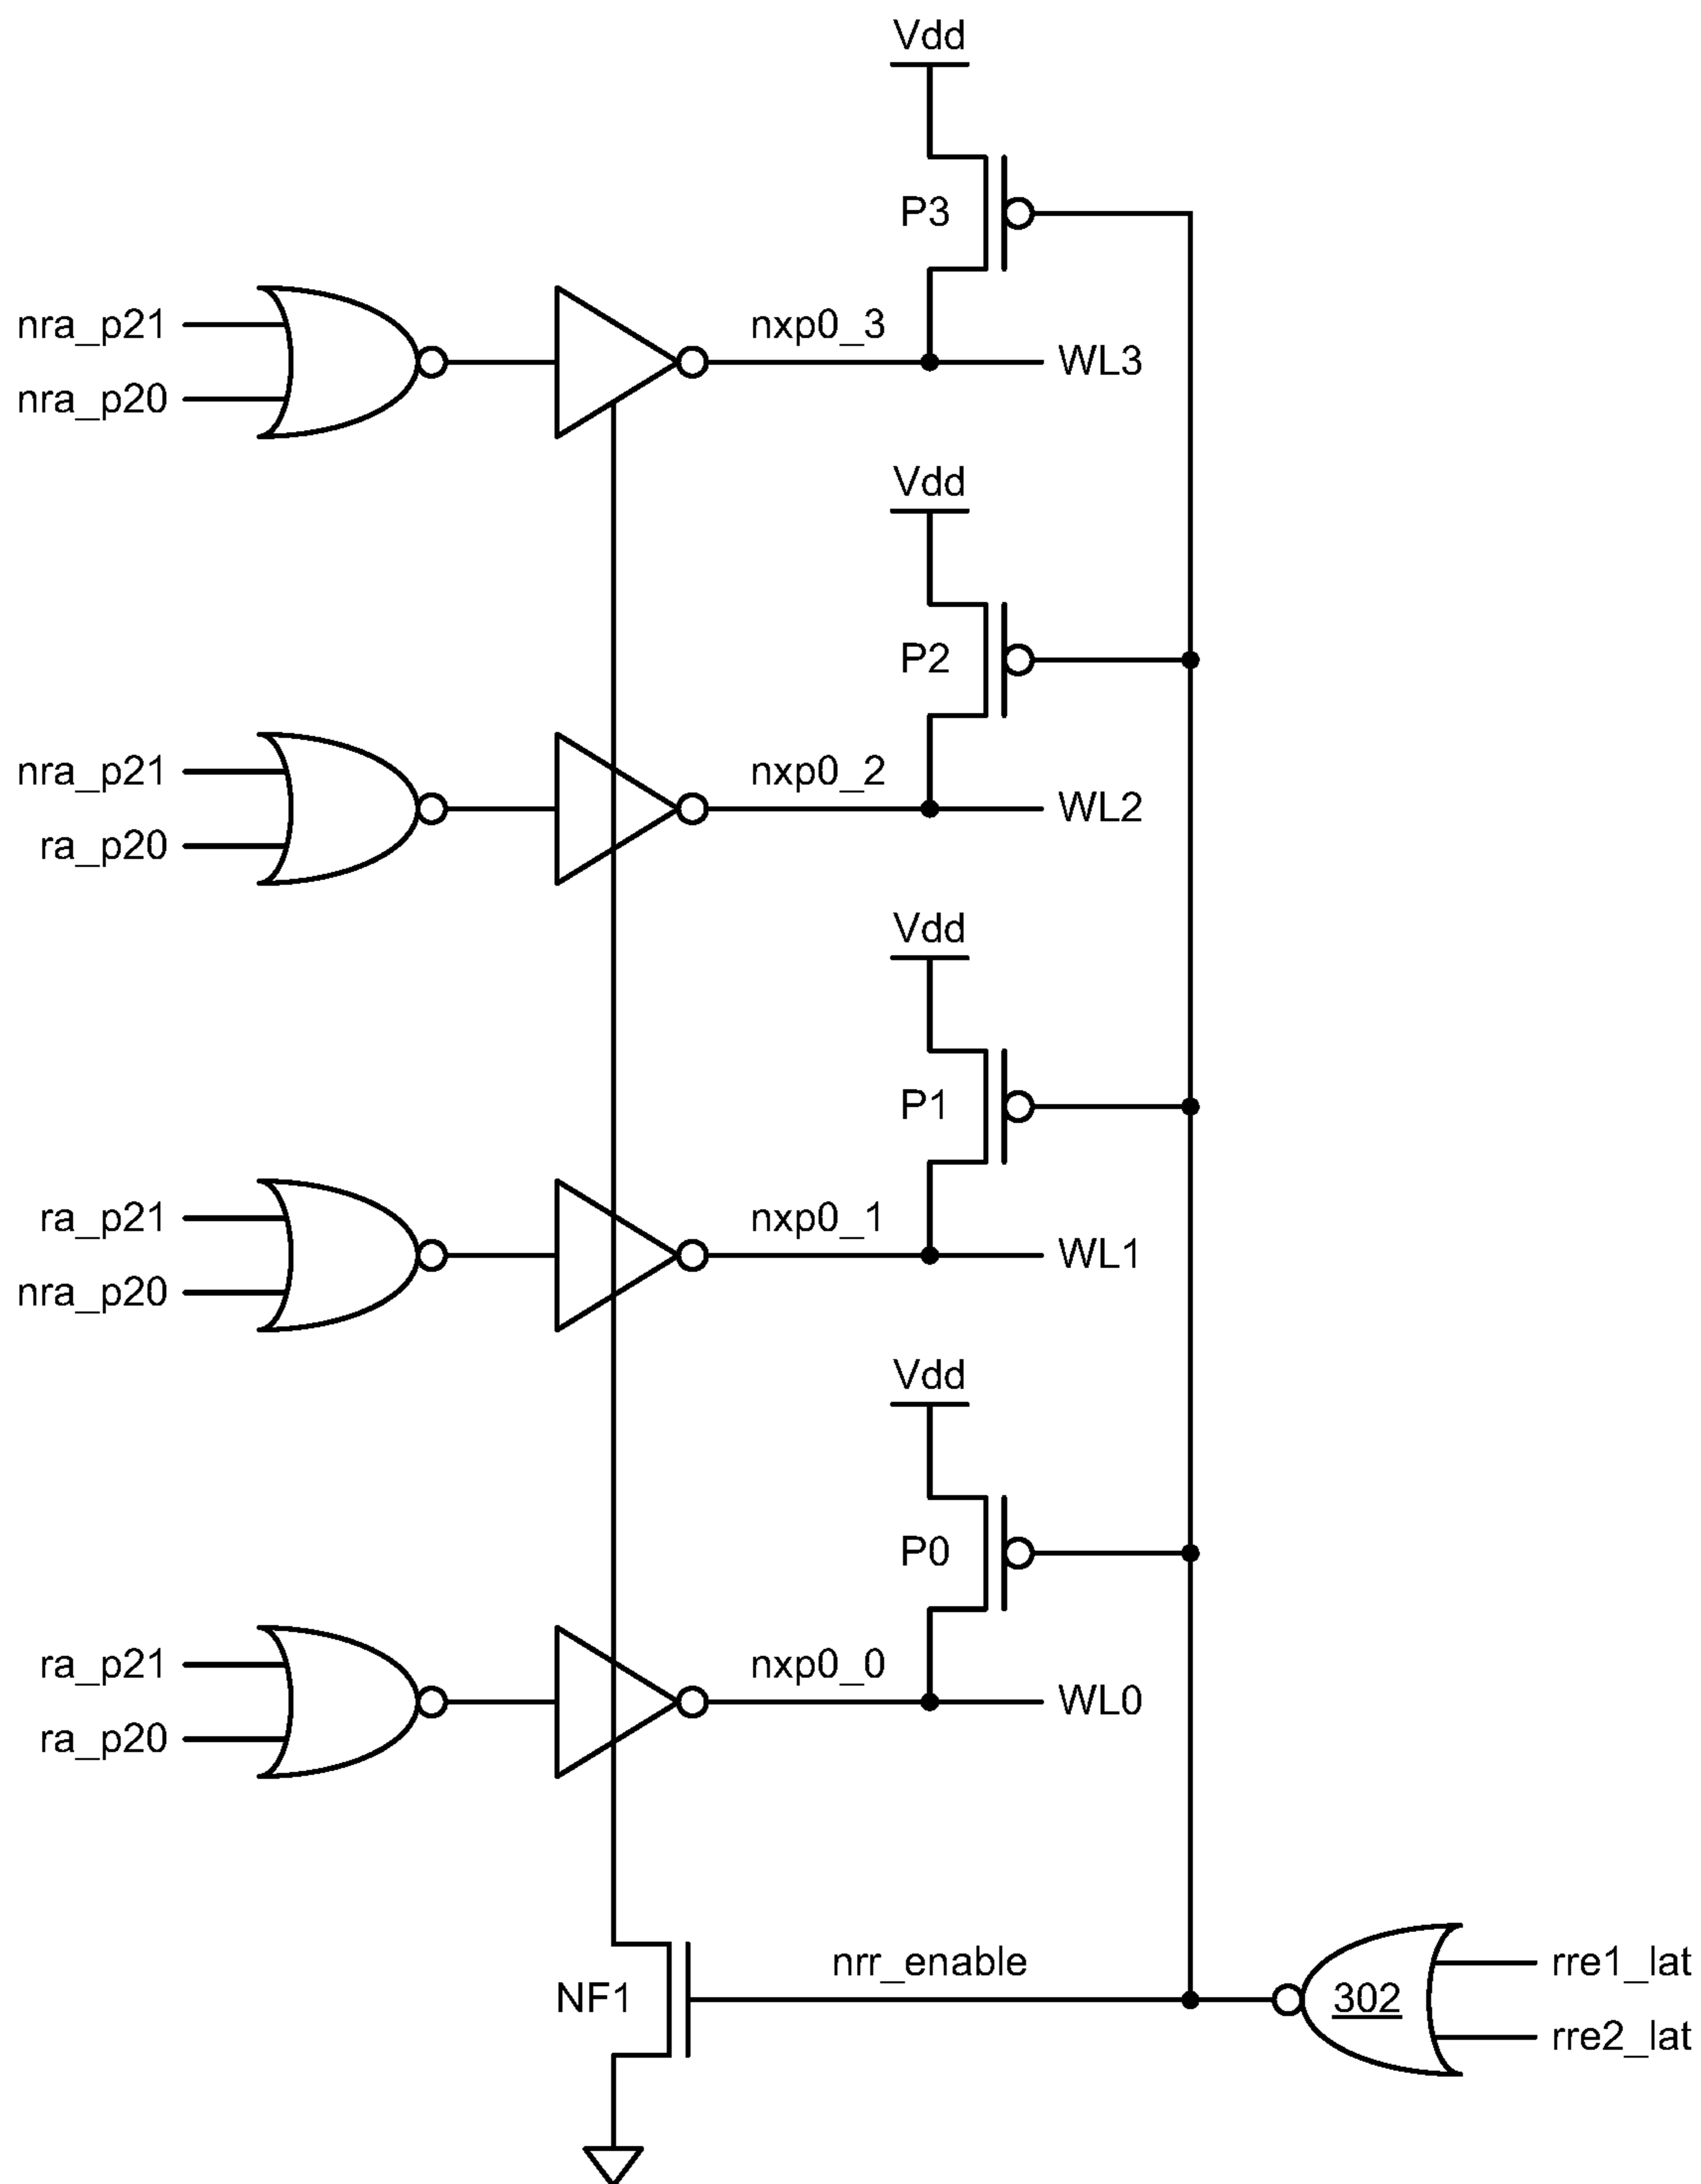 Vdd
P3
nra_p21
nxp0_3
WL3
nra_p20
Vdd
P2
nra_p21
nxp0_2
WL2
ra_p20
Vdd
P1
ra_p21
nxp0_1
WL1
nra_p20
Vdd
P0
ra_p21
nxp0_0
WL0
ra_p20
nrr_enable
rre1_lat
NF1
302
rre2_lat